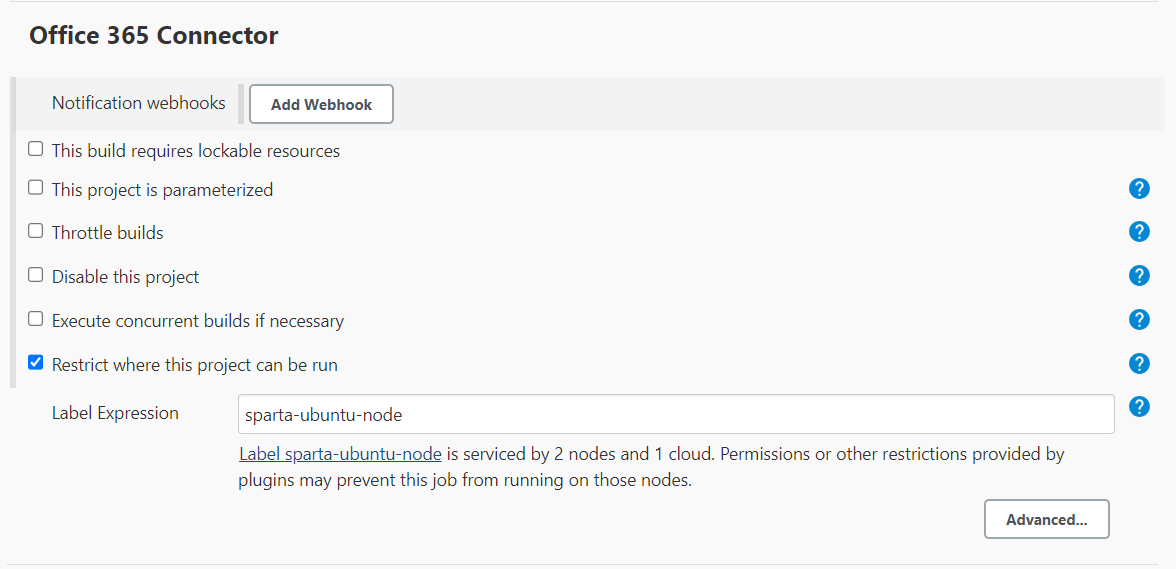 Office 365 Connector
Notification webhooks
Add Webhook
This build requires lockable resources
This project is parameterized
?
Throttle builds
?
Disable this project
?
Execute concurrent builds if necessary
?
Restrict where this project can be run
?
Label Expression
sparta-ubuntu-node
?
Label sparta-ubuntu-node is serviced by 2 nodes and 1 cloud. Permissions or other restrictions provided by
plugins may prevent this job from running on those nodes.
Advanced...